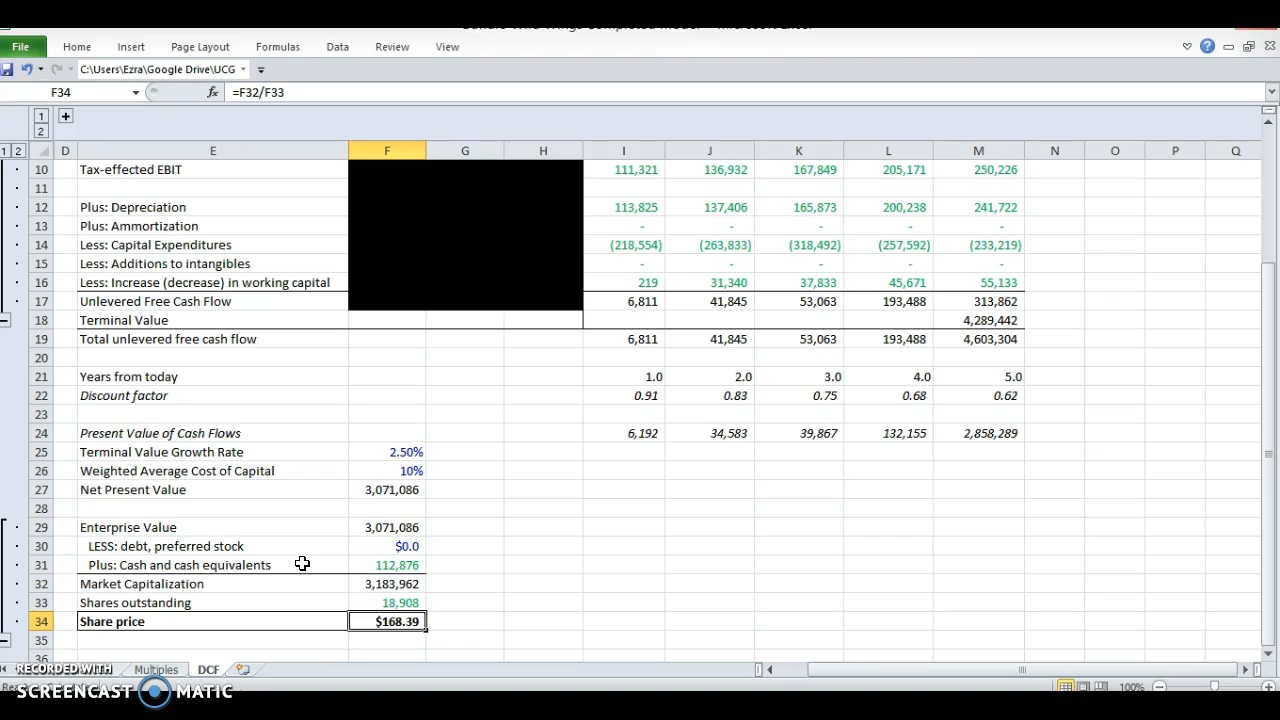 File Home Insert Page Layout Formulas Data Review View
C:\Users\Ezra\Google Drive\UCG
F34 fx =F32/F33
1
2
1 2 D E F G H I J K L M N O P Q
10 Tax-effected EBIT 111,321 136,932 167,849 205,171 250,226
11
12 Plus: Depreciation 113,825 137,406 165,873 200,238 241,722
13 Plus: Ammortization - - - - -
14 Less: Capital Expenditures (218,554) (263,833) (318,492) (257,592) (233,219)
15 Less: Additions to intangibles - - - - -
16 Less: Increase (decrease) in working capital 219 31,340 37,833 45,671 55,133
17 Unlevered Free Cash Flow 6,811 41,845 53,063 193,488 313,862
18 Terminal Value 4,289,442
19 Total unlevered free cash flow 6,811 41,845 53,063 193,488 4,603,304
20
21 Years from today 1.0 2.0 3.0 4.0 5.0
22 Discount factor 0.91 0.83 0.75 0.68 0.62
23
24 Present Value of Cash Flows 6,192 34,583 39,867 132,155 2,858,289
25 Terminal Value Growth Rate 2.50%
26 Weighted Average Cost of Capital 10%
27 Net Present Value 3,071,086
28
29 Enterprise Value 3,071,086
30 LESS: debt, preferred stock $0.0
31 Plus: Cash and cash equivalents 112,876
32 Market Capitalization 3,183,962
33 Shares outstanding 18,908
34 Share price $168.39
35
36
Multiples DCF
RECORDED WITH
SCREENCAST MATIC
100%